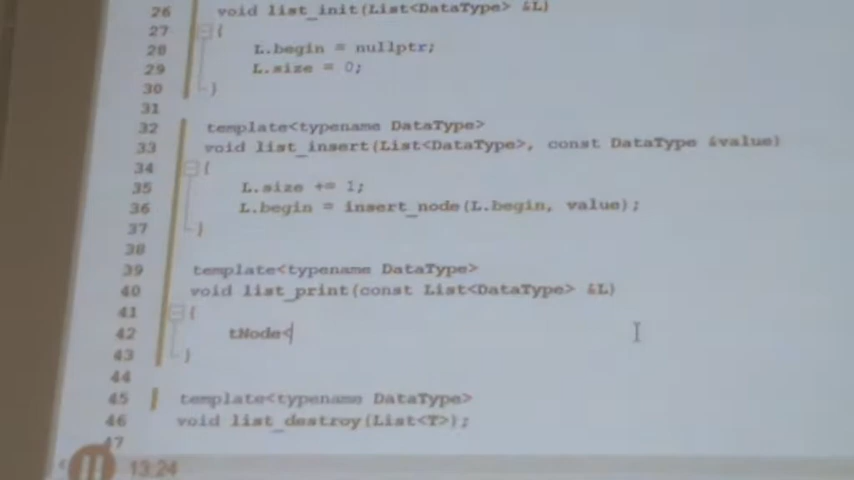 26 void list_init(List<DataType> &L)
27 {
28 L.begin = nullptr;
29 L.size = 0;
30 }
31
32 template<typename DataType>
33 void list_insert(List<DataType>, const DataType &value)
34 {
35 L.size += 1;
36 L.begin = insert_node(L.begin, value);
37 }
38
39 template<typename DataType>
40 void list_print(const List<DataType> &L)
41 {
42 tNode<
43 }
44
45 template<typename DataType>
46 void list_destroy(List<T>);
47
13:24